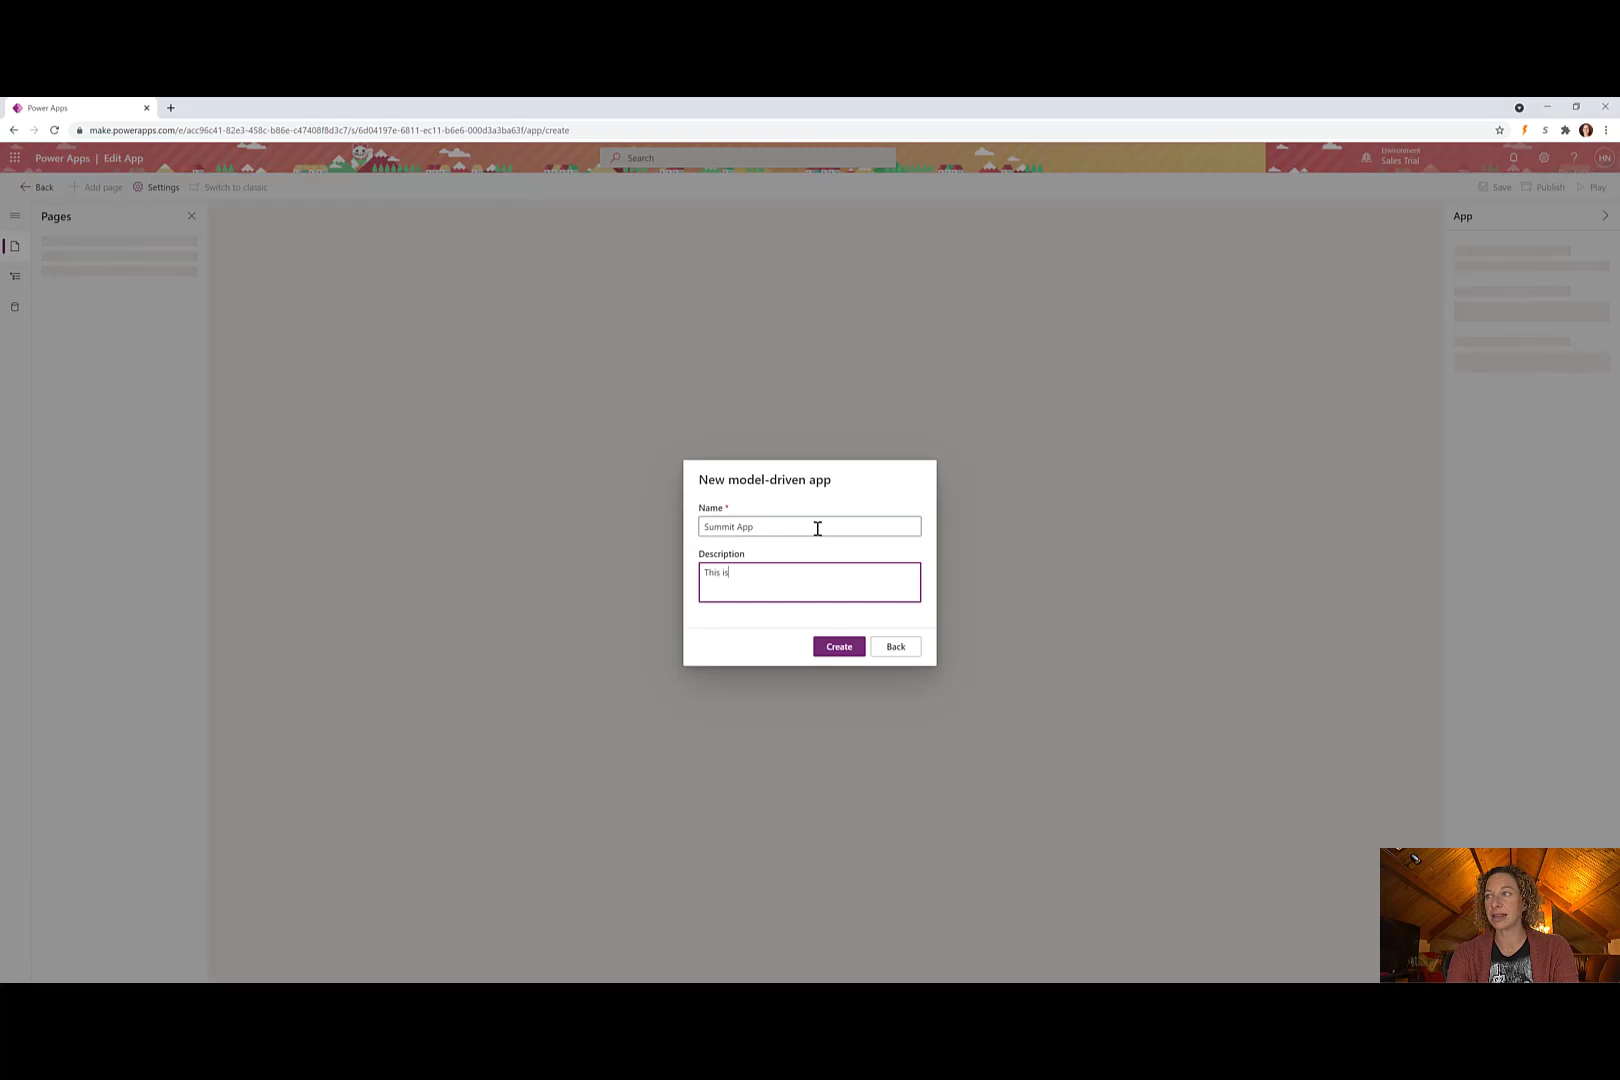 Power Apps
make.powerapps.com/e/acc96c41-82e3-458c-b86e-c47408f8d3c7/s/6d04197e-6811-ec11-b6e6-000d3a3ba63f/app/create
Power Apps | Edit App
Search
Environment
Sales Trial
HN
Back
Add page
Settings
Switch to classic
Save
Publish
Play
Pages
App
New model-driven app
Name *
Summit App
Description
This is
Create
Back